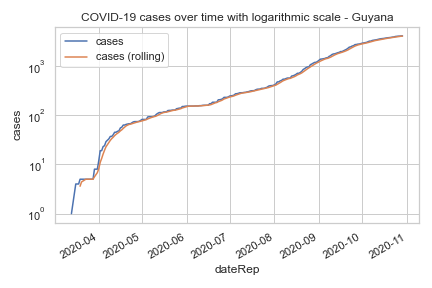 COVID-19 cases over time with logarithmic scale - Guyana
cases
cases (rolling)
10³
10²
10¹
10⁰
cases
2020-04
2020-05
2020-06
2020-07
2020-08
2020-09
2020-10
2020-11
dateRep